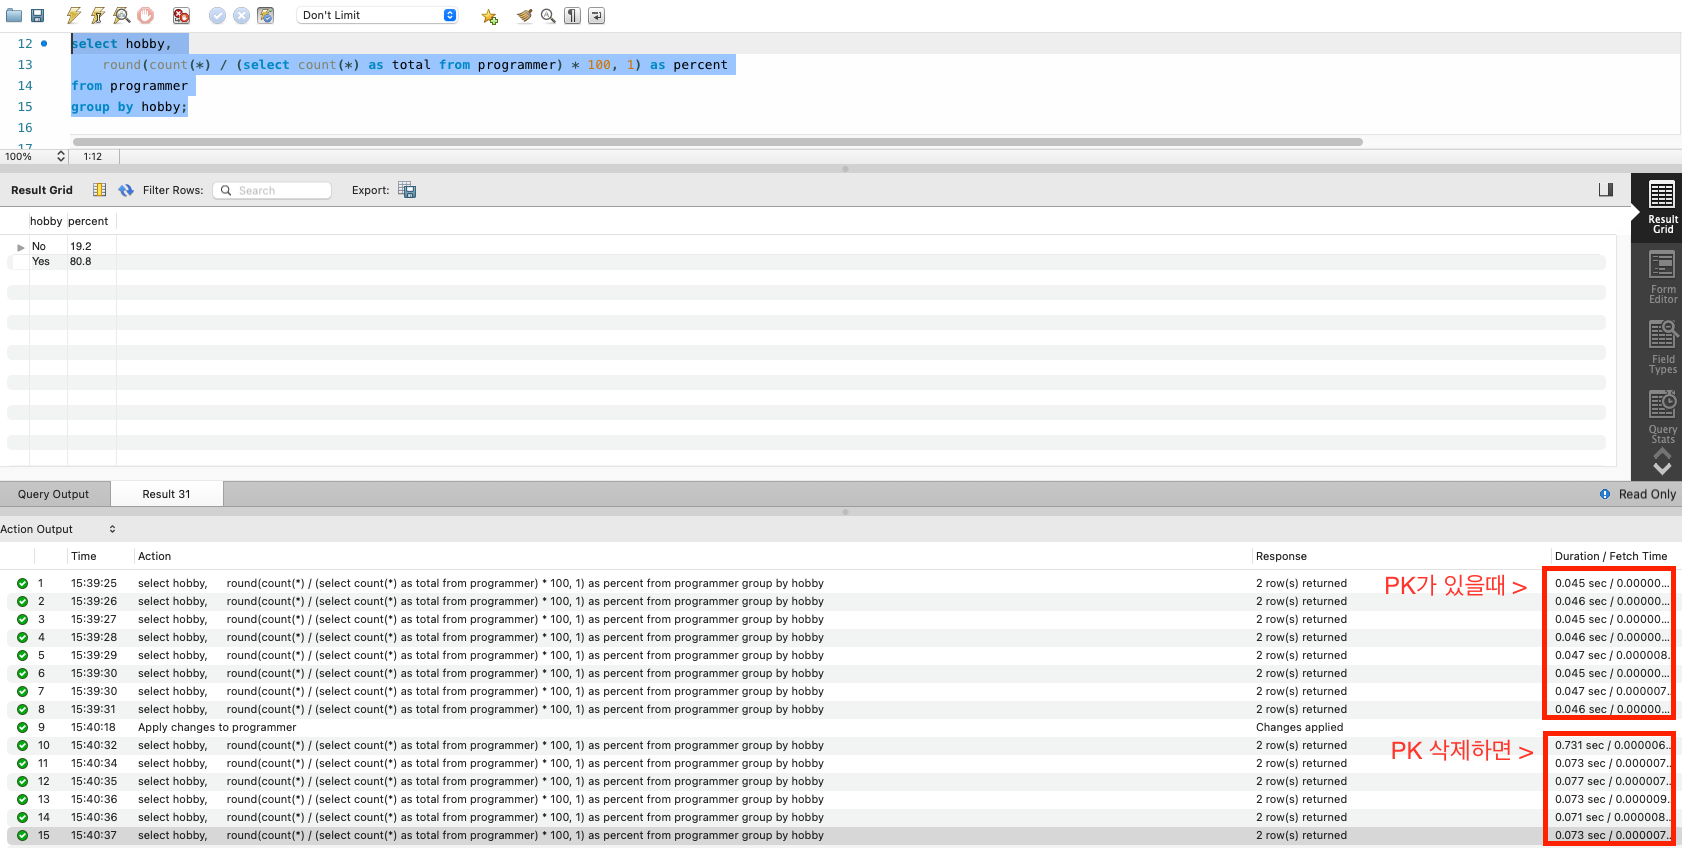 Don't Limit
12 select hobby,
13 round(count(*) / (select count(*) as total from programmer) * 100, 1) as percent
14 from programmer
15 group by hobby;
16
17
100% 1:12
Result Grid Filter Rows: Search Export:
hobby percent
No 19.2
Yes 80.8
Result Grid
Form Editor
Field Types
Query Stats
Query Output Result 31 Read Only
Action Output
Time Action Response Duration / Fetch Time
1 15:39:25 select hobby, round(count(*) / (select count(*) as total from programmer) * 100, 1) as percent from programmer group by hobby 2 row(s) returned PK가 있을때 > 0.045 sec / 0.00000...
2 15:39:26 select hobby, round(count(*) / (select count(*) as total from programmer) * 100, 1) as percent from programmer group by hobby 2 row(s) returned 0.046 sec / 0.00000...
3 15:39:27 select hobby, round(count(*) / (select count(*) as total from programmer) * 100, 1) as percent from programmer group by hobby 2 row(s) returned 0.045 sec / 0.00000...
4 15:39:28 select hobby, round(count(*) / (select count(*) as total from programmer) * 100, 1) as percent from programmer group by hobby 2 row(s) returned 0.046 sec / 0.00000...
5 15:39:29 select hobby, round(count(*) / (select count(*) as total from programmer) * 100, 1) as percent from programmer group by hobby 2 row(s) returned 0.047 sec / 0.000008..
6 15:39:30 select hobby, round(count(*) / (select count(*) as total from programmer) * 100, 1) as percent from programmer group by hobby 2 row(s) returned 0.045 sec / 0.00000...
7 15:39:30 select hobby, round(count(*) / (select count(*) as total from programmer) * 100, 1) as percent from programmer group by hobby 2 row(s) returned 0.047 sec / 0.000007..
8 15:39:31 select hobby, round(count(*) / (select count(*) as total from programmer) * 100, 1) as percent from programmer group by hobby 2 row(s) returned 0.046 sec / 0.00000...
9 15:40:18 Apply changes to programmer Changes applied
10 15:40:32 select hobby, round(count(*) / (select count(*) as total from programmer) * 100, 1) as percent from programmer group by hobby 2 row(s) returned PK 삭제하면 > 0.731 sec / 0.000006..
11 15:40:34 select hobby, round(count(*) / (select count(*) as total from programmer) * 100, 1) as percent from programmer group by hobby 2 row(s) returned 0.073 sec / 0.000007..
12 15:40:35 select hobby, round(count(*) / (select count(*) as total from programmer) * 100, 1) as percent from programmer group by hobby 2 row(s) returned 0.077 sec / 0.000007..
13 15:40:36 select hobby, round(count(*) / (select count(*) as total from programmer) * 100, 1) as percent from programmer group by hobby 2 row(s) returned 0.073 sec / 0.000009..
14 15:40:36 select hobby, round(count(*) / (select count(*) as total from programmer) * 100, 1) as percent from programmer group by hobby 2 row(s) returned 0.071 sec / 0.000008..
15 15:40:37 select hobby, round(count(*) / (select count(*) as total from programmer) * 100, 1) as percent from programmer group by hobby 2 row(s) returned 0.073 sec / 0.000007..